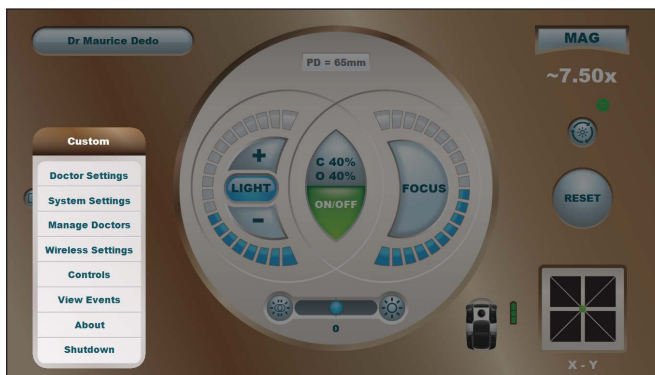 Dr Maurice Dedo
MAG
PD = 65mm
~7.50x
Custom
Doctor Settings
System Settings
Manage Doctors
Wireless Settings
Controls
View Events
About
Shutdown
+
LIGHT
-
C 40%
O 40%
ON/OFF
FOCUS
0
RESET
X - Y